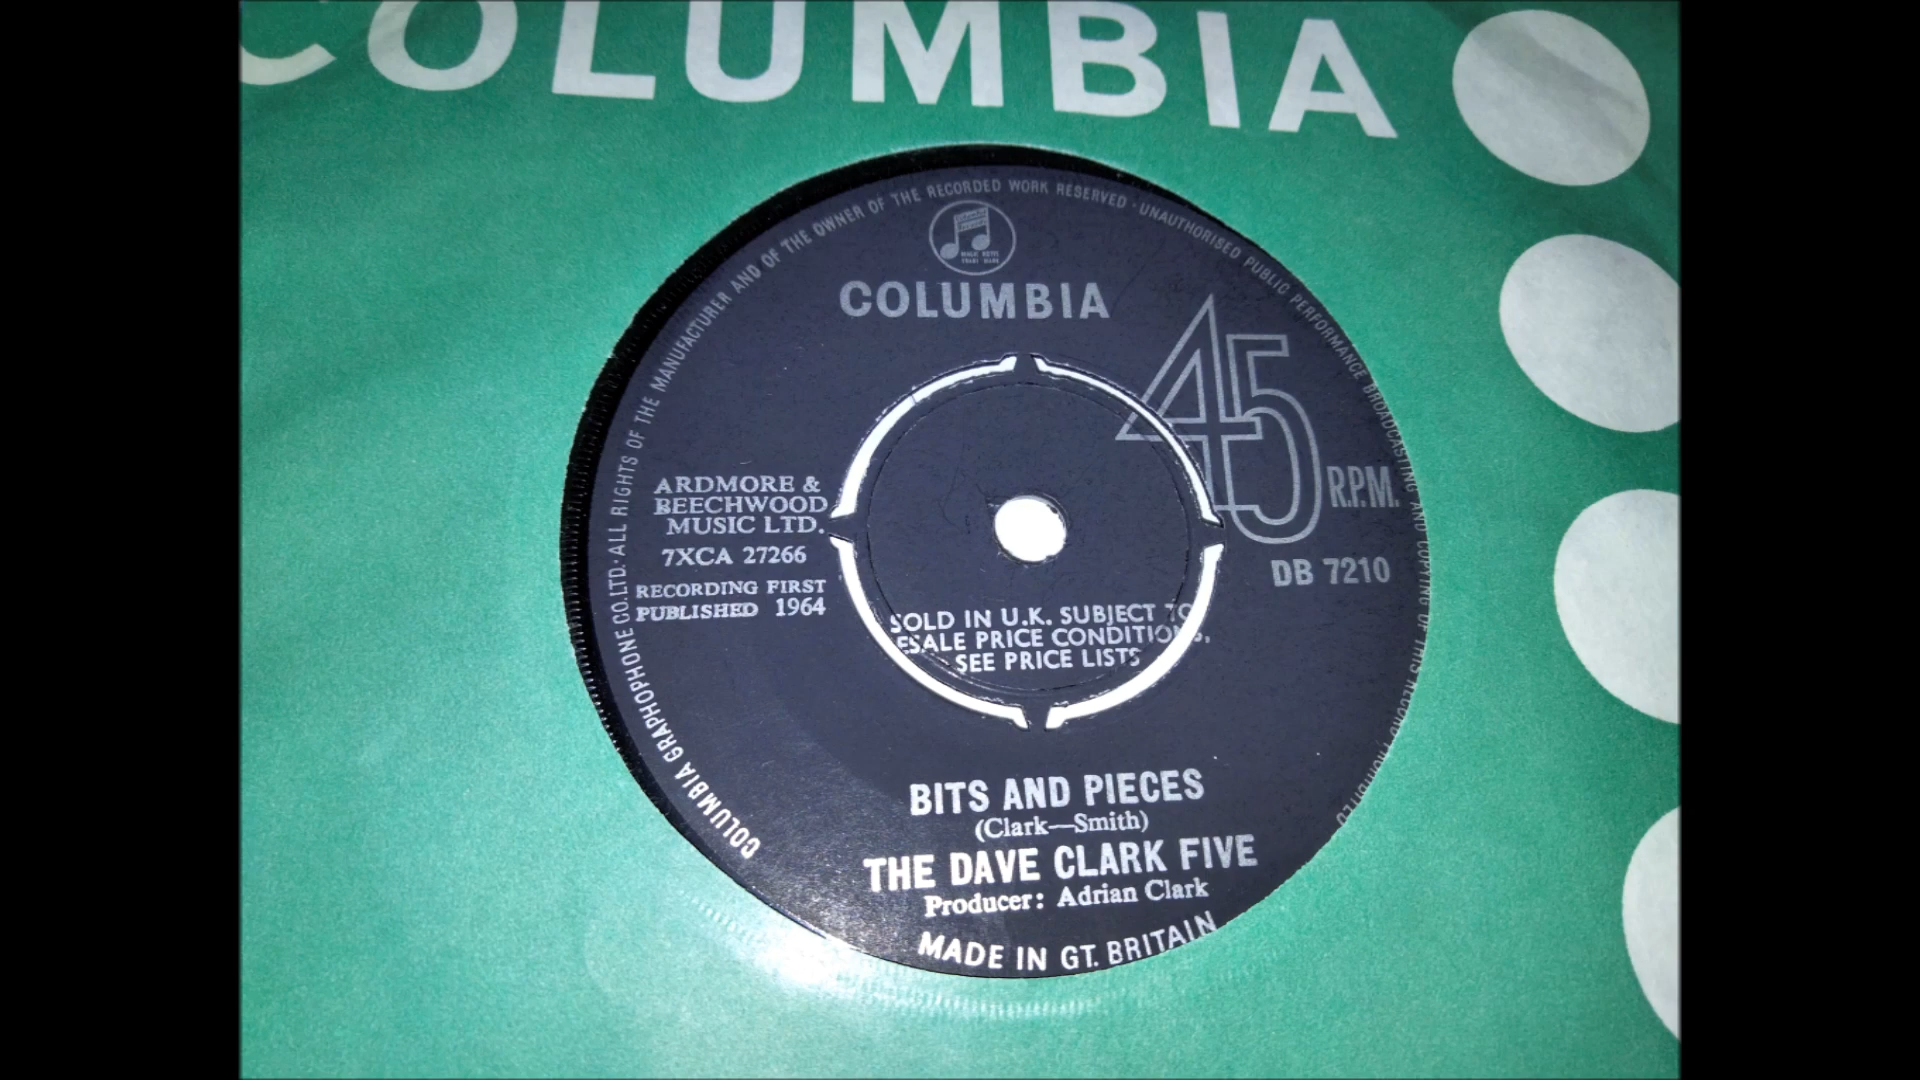 COLUMBIA
COLUMBIA GRAPHOPHONE CO. LTD. · ALL RIGHTS OF THE MANUFACTURER AND OF THE OWNER OF THE RECORDED WORK RESERVED · UNAUTHORISED PUBLIC PERFORMANCE BROADCASTING AND COPYING OF THIS RECORD PROHIBITED
COLUMBIA
45
R.P.M.
ARDMORE &
BEECHWOOD
MUSIC LTD.
7XCA 27266
RECORDING FIRST
PUBLISHED 1964
DB 7210
SOLD IN U.K. SUBJECT TO
ESALE PRICE CONDITIONS,
SEE PRICE LISTS
BITS AND PIECES
(Clark—Smith)
THE DAVE CLARK FIVE
Producer: Adrian Clark
MADE IN GT. BRITAIN